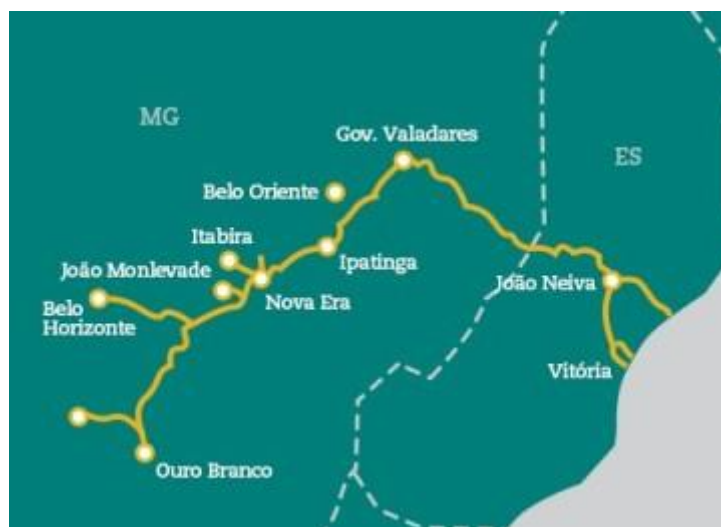 MG
Gov. Valadares
ES
Belo Oriente
Itabira
Ipatinga
João Monlevade
João Neiva
Nova Era
Belo
Horizonte
Vitória
Ouro Branco